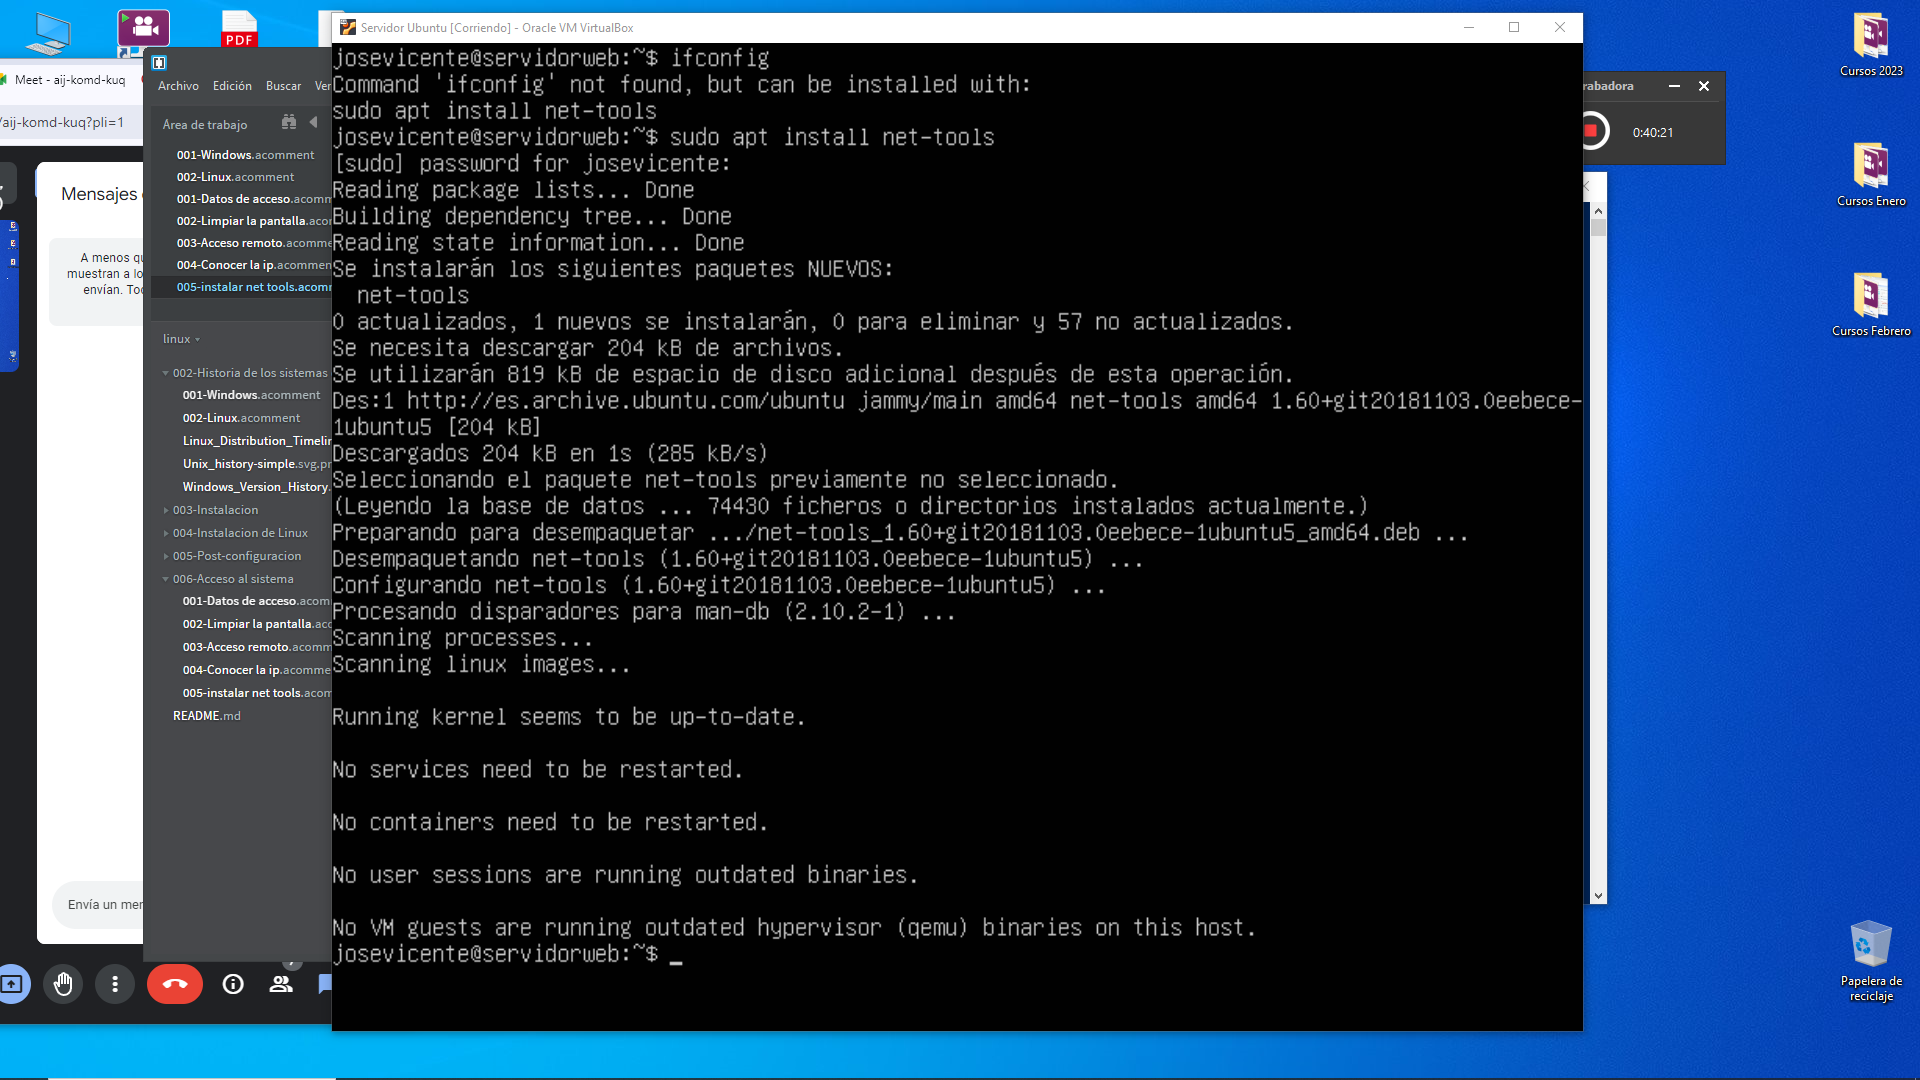 PDF
Meet - aij-komd-kuq
/aij-komd-kuq?pli=1
Mensajes
A menos
muestran a
envían.
Envía un
Archivo Edición Buscar
Área de trabajo
001-Windows.acomment
002-Linux.acomment
001-Datos de acceso.acomm
002-Limpiar la pantalla.acom
003-Acceso remoto.acomme
004-Conocer la ip.acommen
005-instalar net tools.acomm
linux
002-Historia de los sistemas
001-Windows.acomment
002-Linux.acomment
Linux_Distribution_Timelin
Unix_history-simple.svg.pn
Windows_Version_History.
003-Instalacion
004-Instalacion de Linux
005-Post-configuracion
006-Acceso al sistema
001-Datos de acceso.acom
002-Limpiar la pantalla.acc
003-Acceso remoto.acomm
004-Conocer la ip.acomme
005-instalar net tools.acom
README.md
Servidor Ubuntu [Corriendo] - Oracle VM VirtualBox
josevicente@servidorweb:~$ ifconfig
Command 'ifconfig' not found, but can be installed with:
sudo apt install net-tools
josevicente@servidorweb:~$ sudo apt install net-tools
[sudo] password for josevicente:
Reading package lists... Done
Building dependency tree... Done
Reading state information... Done
Se instalarán los siguientes paquetes NUEVOS:
net-tools
0 actualizados, 1 nuevos se instalarán, 0 para eliminar y 57 no actualizados.
Se necesita descargar 204 kB de archivos.
Se utilizarán 819 kB de espacio de disco adicional después de esta operación.
Des:1 http://es.archive.ubuntu.com/ubuntu jammy/main amd64 net-tools amd64 1.60+git20181103.0eebece-
1ubuntu5 [204 kB]
Descargados 204 kB en 1s (285 kB/s)
Seleccionando el paquete net-tools previamente no seleccionado.
(Leyendo la base de datos ... 74430 ficheros o directorios instalados actualmente.)
Preparando para desempaquetar .../net-tools_1.60+git20181103.0eebece-1ubuntu5_amd64.deb ...
Desempaquetando net-tools (1.60+git20181103.0eebece-1ubuntu5) ...
Configurando net-tools (1.60+git20181103.0eebece-1ubuntu5) ...
Procesando disparadores para man-db (2.10.2-1) ...
Scanning processes...
Scanning linux images...
Running kernel seems to be up-to-date.
No services need to be restarted.
No containers need to be restarted.
No user sessions are running outdated binaries.
No VM guests are running outdated hypervisor (qemu) binaries on this host.
josevicente@servidorweb:~$ _
rabadora
0:40:21
Cursos 2023
Cursos Enero
Cursos Febrero
Papelera de
reciclaje